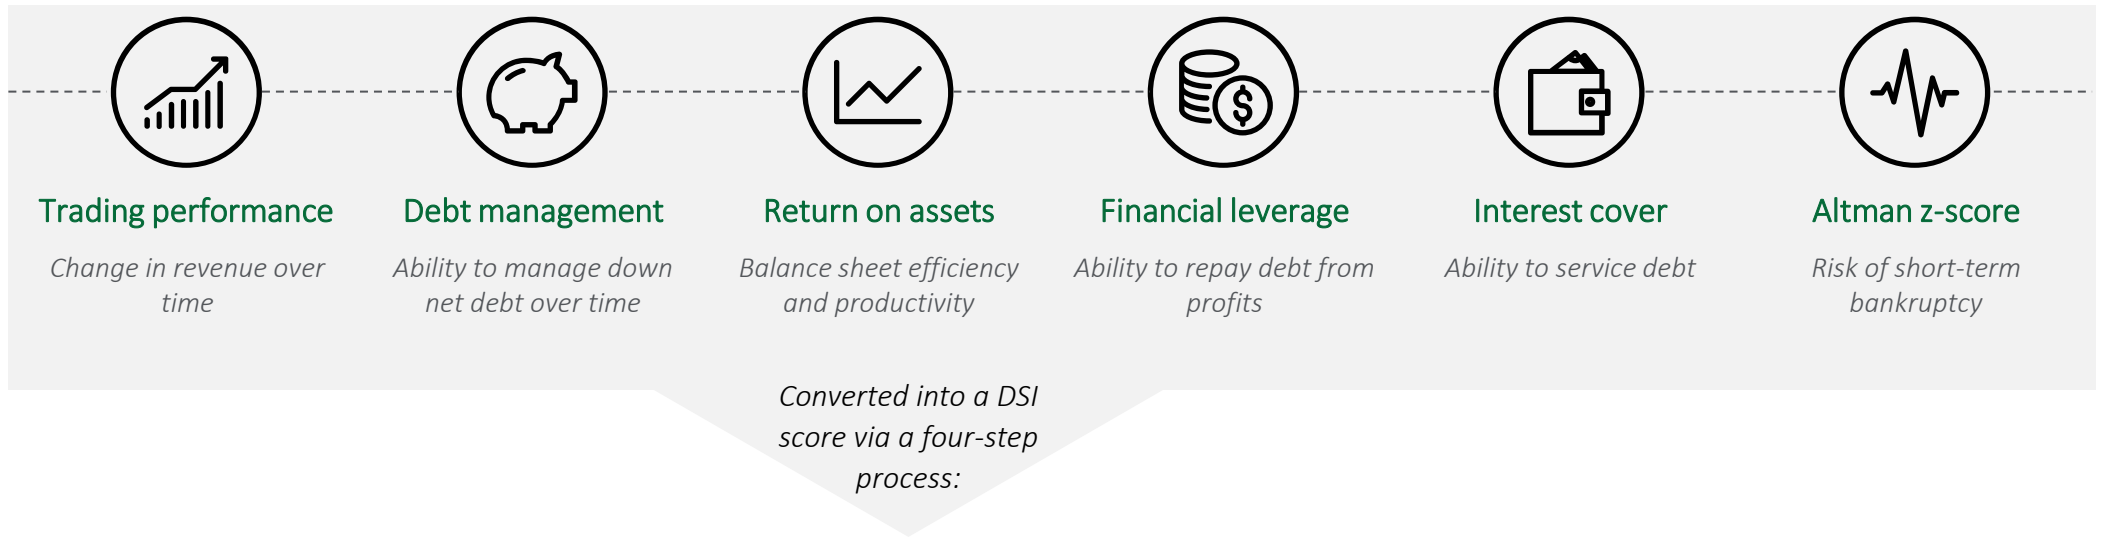 $
Trading performance
Change in revenue over
time
Debt management
Ability to manage down
net debt over time
Return on assets
Balance sheet efficiency
and productivity
Financial leverage
Ability to repay debt from
profits
Interest cover
Ability to service debt
Altman z-score
Risk of short-term
bankruptcy
Converted into a DSI
score via a four-step
process: